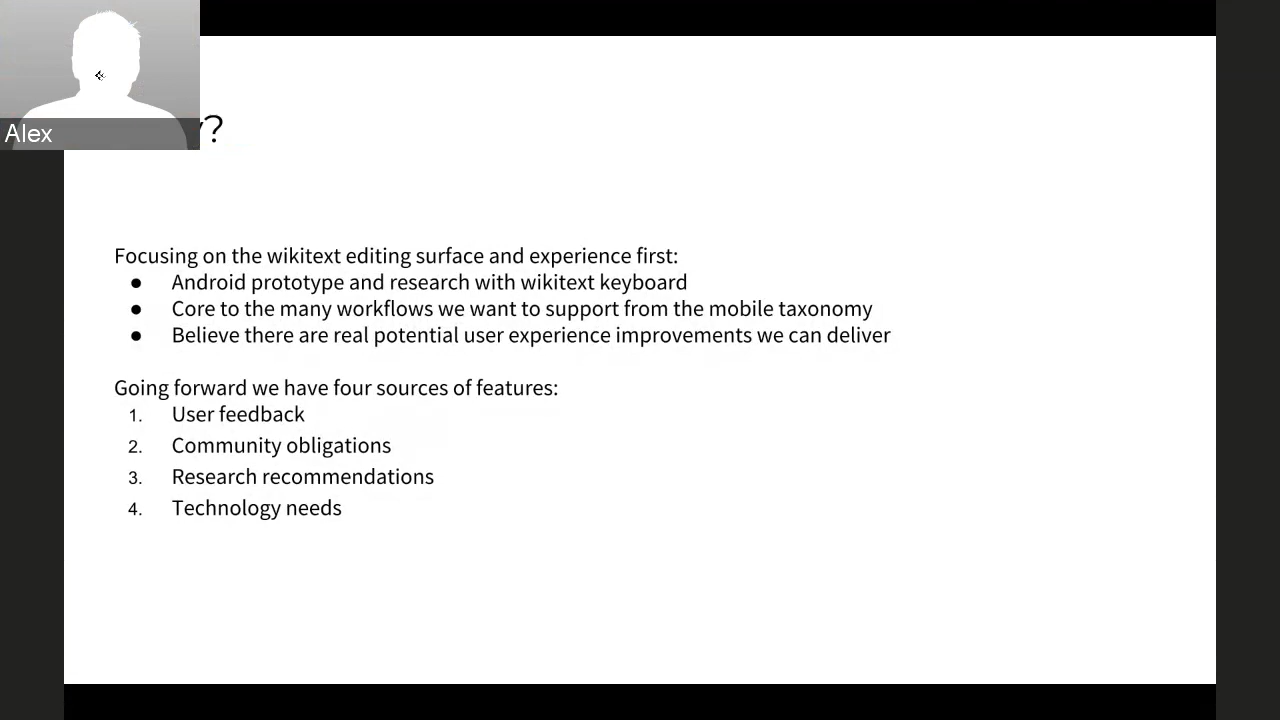 Alex
?
Focusing on the wikitext editing surface and experience first:
● Android prototype and research with wikitext keyboard
● Core to the many workflows we want to support from the mobile taxonomy
● Believe there are real potential user experience improvements we can deliver
Going forward we have four sources of features:
1. User feedback
2. Community obligations
3. Research recommendations
4. Technology needs